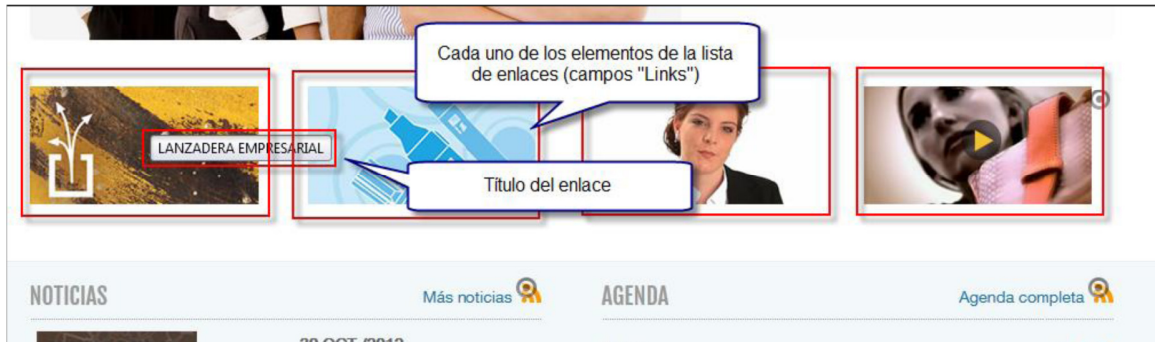 Cada uno de los elementos de la lista
de enlaces (campos "Links")
LANZADERA EMPRESARIAL
Título del enlace
NOTICIAS
Más noticias
AGENDA
Agenda completa